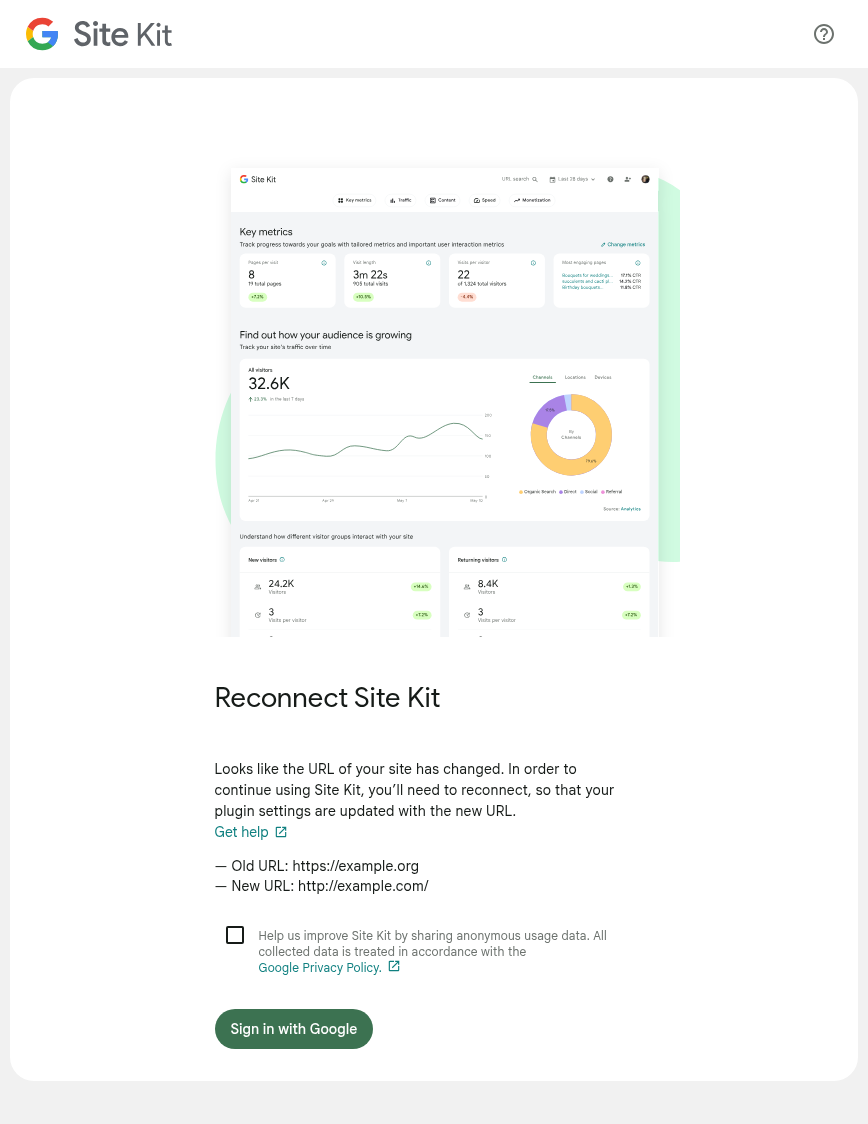 Site Kit
Site Kit
URL search
Last 28 days
Key metrics
Traffic
Content
Speed
Monetization
Key metrics
Track progress towards your goals with tailored metrics and important user interaction metrics
Change metrics
Pages per visit
8
19 total pages
+7.2%
Visit length
3m 22s
905 total visits
+10.5%
Visits per visitor
22
of 1,324 total visitors
-4.4%
Most engaging pages
Bouquets for weddings... 17.1% CTR
succulents and cacti pl... 14.3% CTR
Birthday bouquets... 11.8% CTR
Find out how your audience is growing
Track your site's traffic over time
All visitors
32.6K
23.3% in the last 7 days
200
150
100
50
0
Apr 21
May 1
Channels
Locations
Devices
By
Channels
Organic Search
Direct
Social
Referral
Source: Analytics
Understand how different visitor groups interact with your site
New visitors
24.2K
Visitors
+14.6%
3
Visits per visitor
+7.2%
Returning visitors
8.4K
Visitors
+1.3%
3
Visits per visitor
+7.2%
Reconnect Site Kit
Looks like the URL of your site has changed. In order to
continue using Site Kit, you’ll need to reconnect, so that your
plugin settings are updated with the new URL.
Get help
— Old URL: https://example.org
— New URL: http://example.com/
Help us improve Site Kit by sharing anonymous usage data. All
collected data is treated in accordance with the
Google Privacy Policy.
Sign in with Google